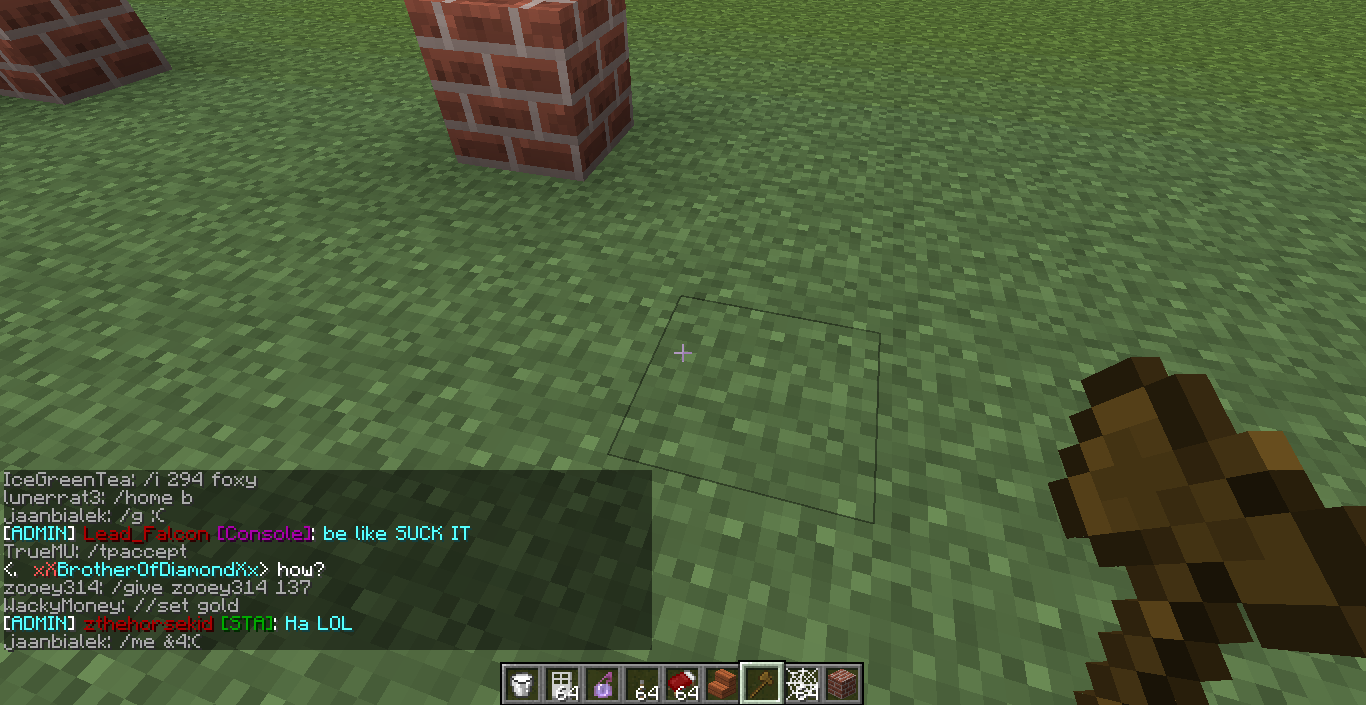 IceGreenTea: /i 294 foxy
lunerrat3: /home b
jaanbialek: /g :C
[ADMIN] Lead_Falcon [Console]: be like SUCK IT
TrueMU: /tpaccept
<. xXBrotherOfDiamondXx> how?
zooey314: /give zooey314 137
WackyMoney: //set gold
[ADMIN] zthehorsekid [STA]: Ha LOL
jaanbialek: /me &4:C
64 64 64 64